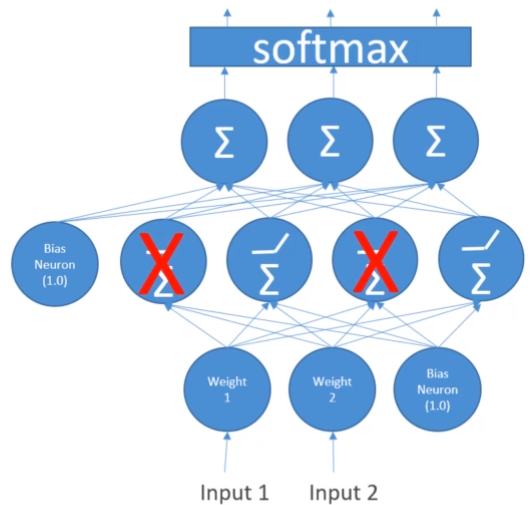 softmax
Σ Σ Σ
Bias
Neuron
(1.0)
X
Σ
Σ
X
Σ
Σ
Weight
1
Weight
2
Bias
Neuron
(1.0)
Input 1 Input 2